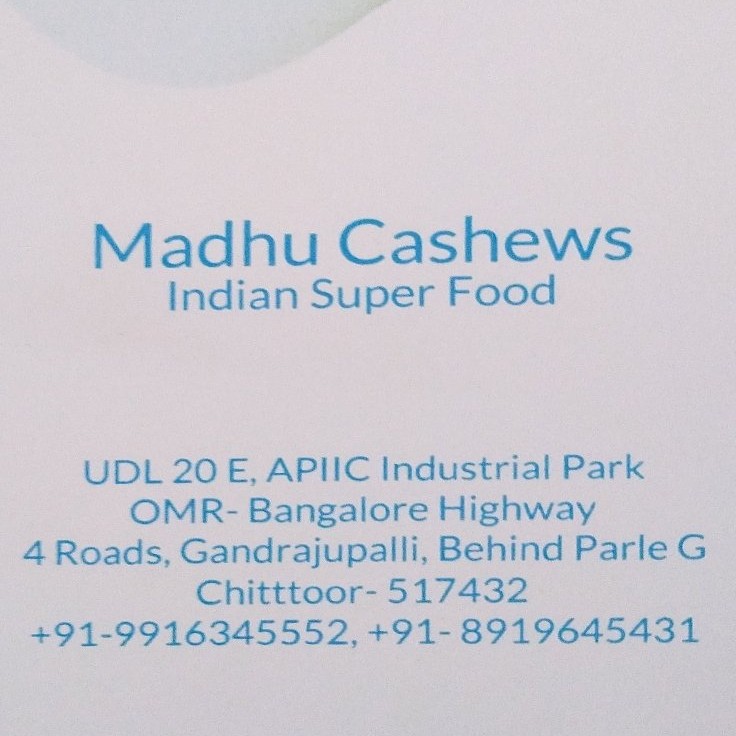 Madhu Cashews
Indian Super Food
UDL 20 E, APIIC Industrial Park
OMR- Bangalore Highway
4 Roads, Gandrajupalli, Behind Parle G
Chitttoor- 517432
+91-9916345552, +91- 8919645431